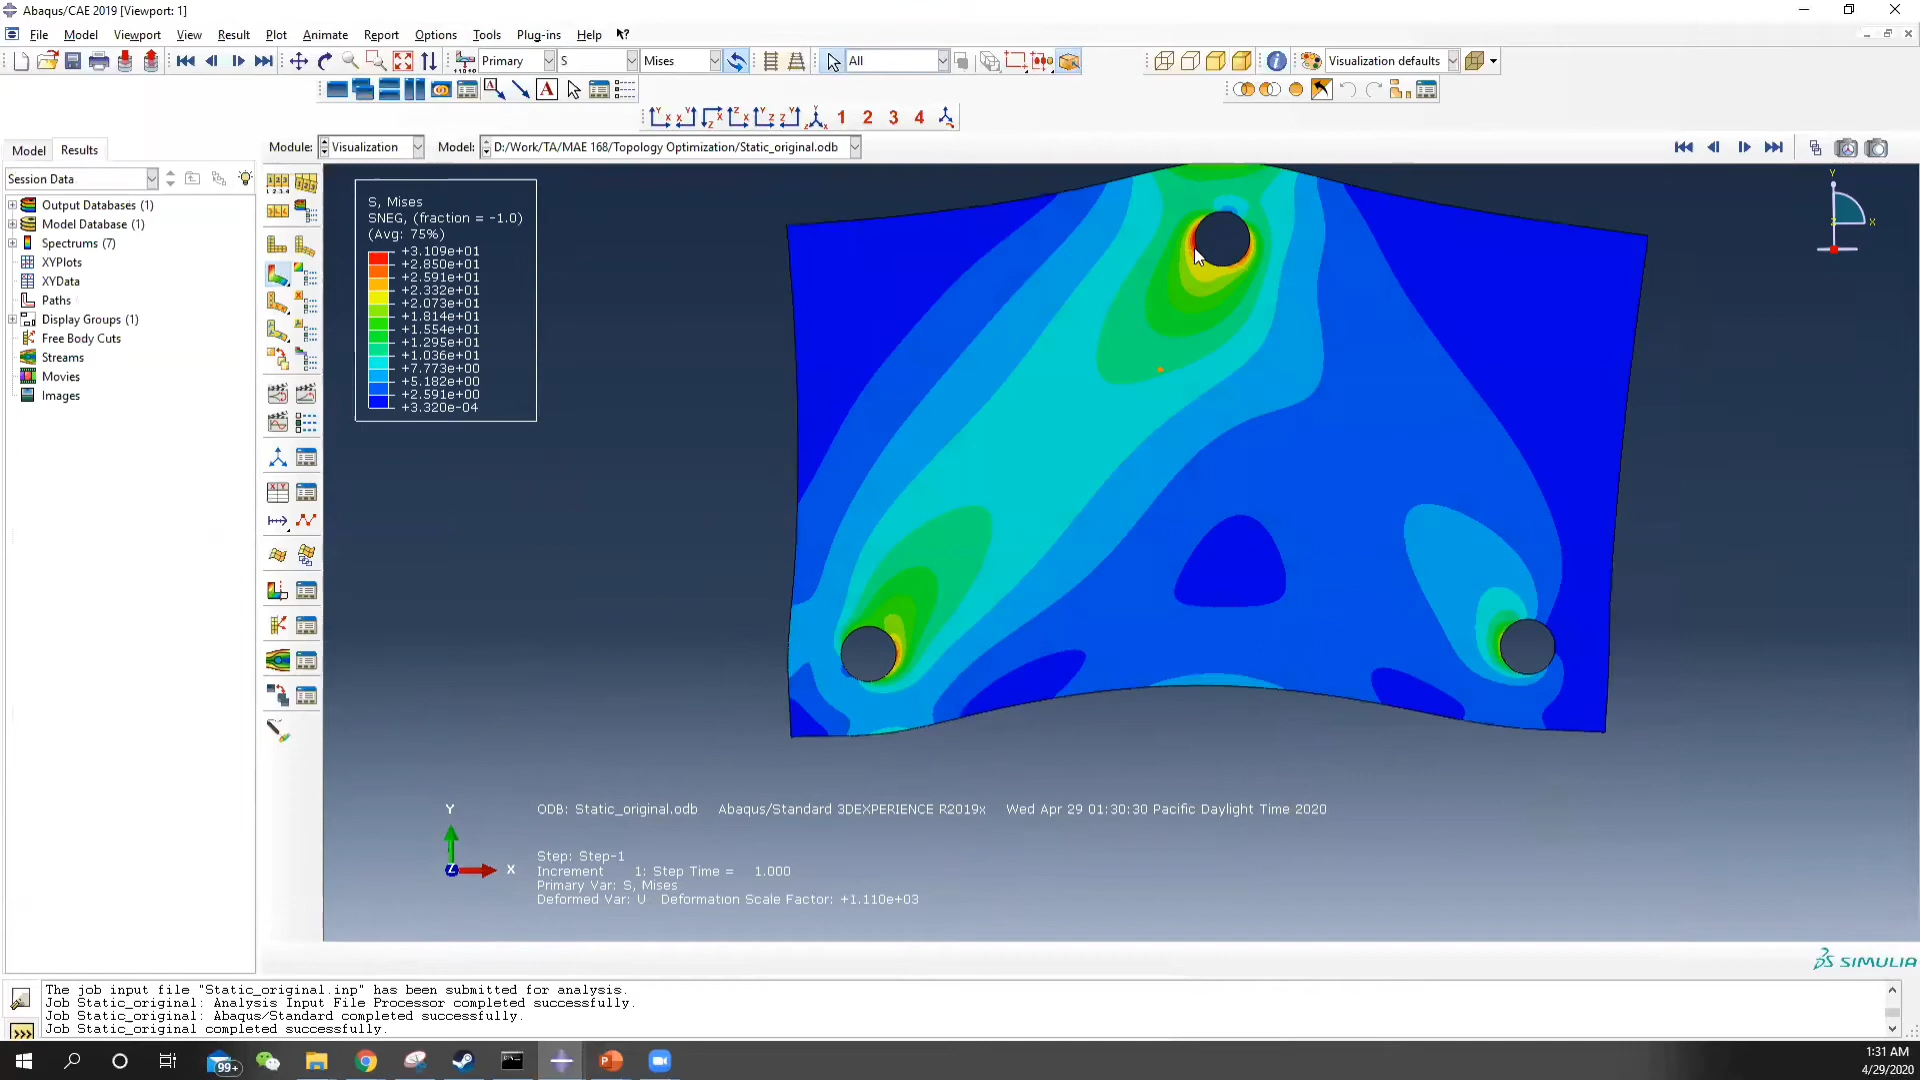 Abaqus/CAE 2019 [Viewport: 1]
File Model Viewport View Result Plot Animate Report Options Tools Plug-ins Help
Primary S Mises All Visualization defaults
1 2 3 4
Model Results Module: Visualization Model: D:/Work/TA/MAE 168/Topology Optimization/Static_original.odb
Session Data
Output Databases (1)
Model Database (1)
Spectrums (7)
XYPlots
XYData
Paths
Display Groups (1)
Free Body Cuts
Streams
Movies
Images
S, Mises
SNEG, (fraction = -1.0)
(Avg: 75%)
+3.109e+01
+2.850e+01
+2.591e+01
+2.332e+01
+2.073e+01
+1.814e+01
+1.554e+01
+1.295e+01
+1.036e+01
+7.773e+00
+5.182e+00
+2.591e+00
+3.320e-04
Y
X
Y
Z
X
ODB: Static_original.odb Abaqus/Standard 3DEXPERIENCE R2019x Wed Apr 29 01:30:30 Pacific Daylight Time 2020
Step: Step-1
Increment 1: Step Time = 1.000
Primary Var: S, Mises
Deformed Var: U Deformation Scale Factor: +1.110e+03
SIMULIA
The job input file "Static_original.inp" has been submitted for analysis.
Job Static_original: Analysis Input File Processor completed successfully.
Job Static_original: Abaqus/Standard completed successfully.
Job Static_original completed successfully.
>>>
99+
1:31 AM
4/29/2020